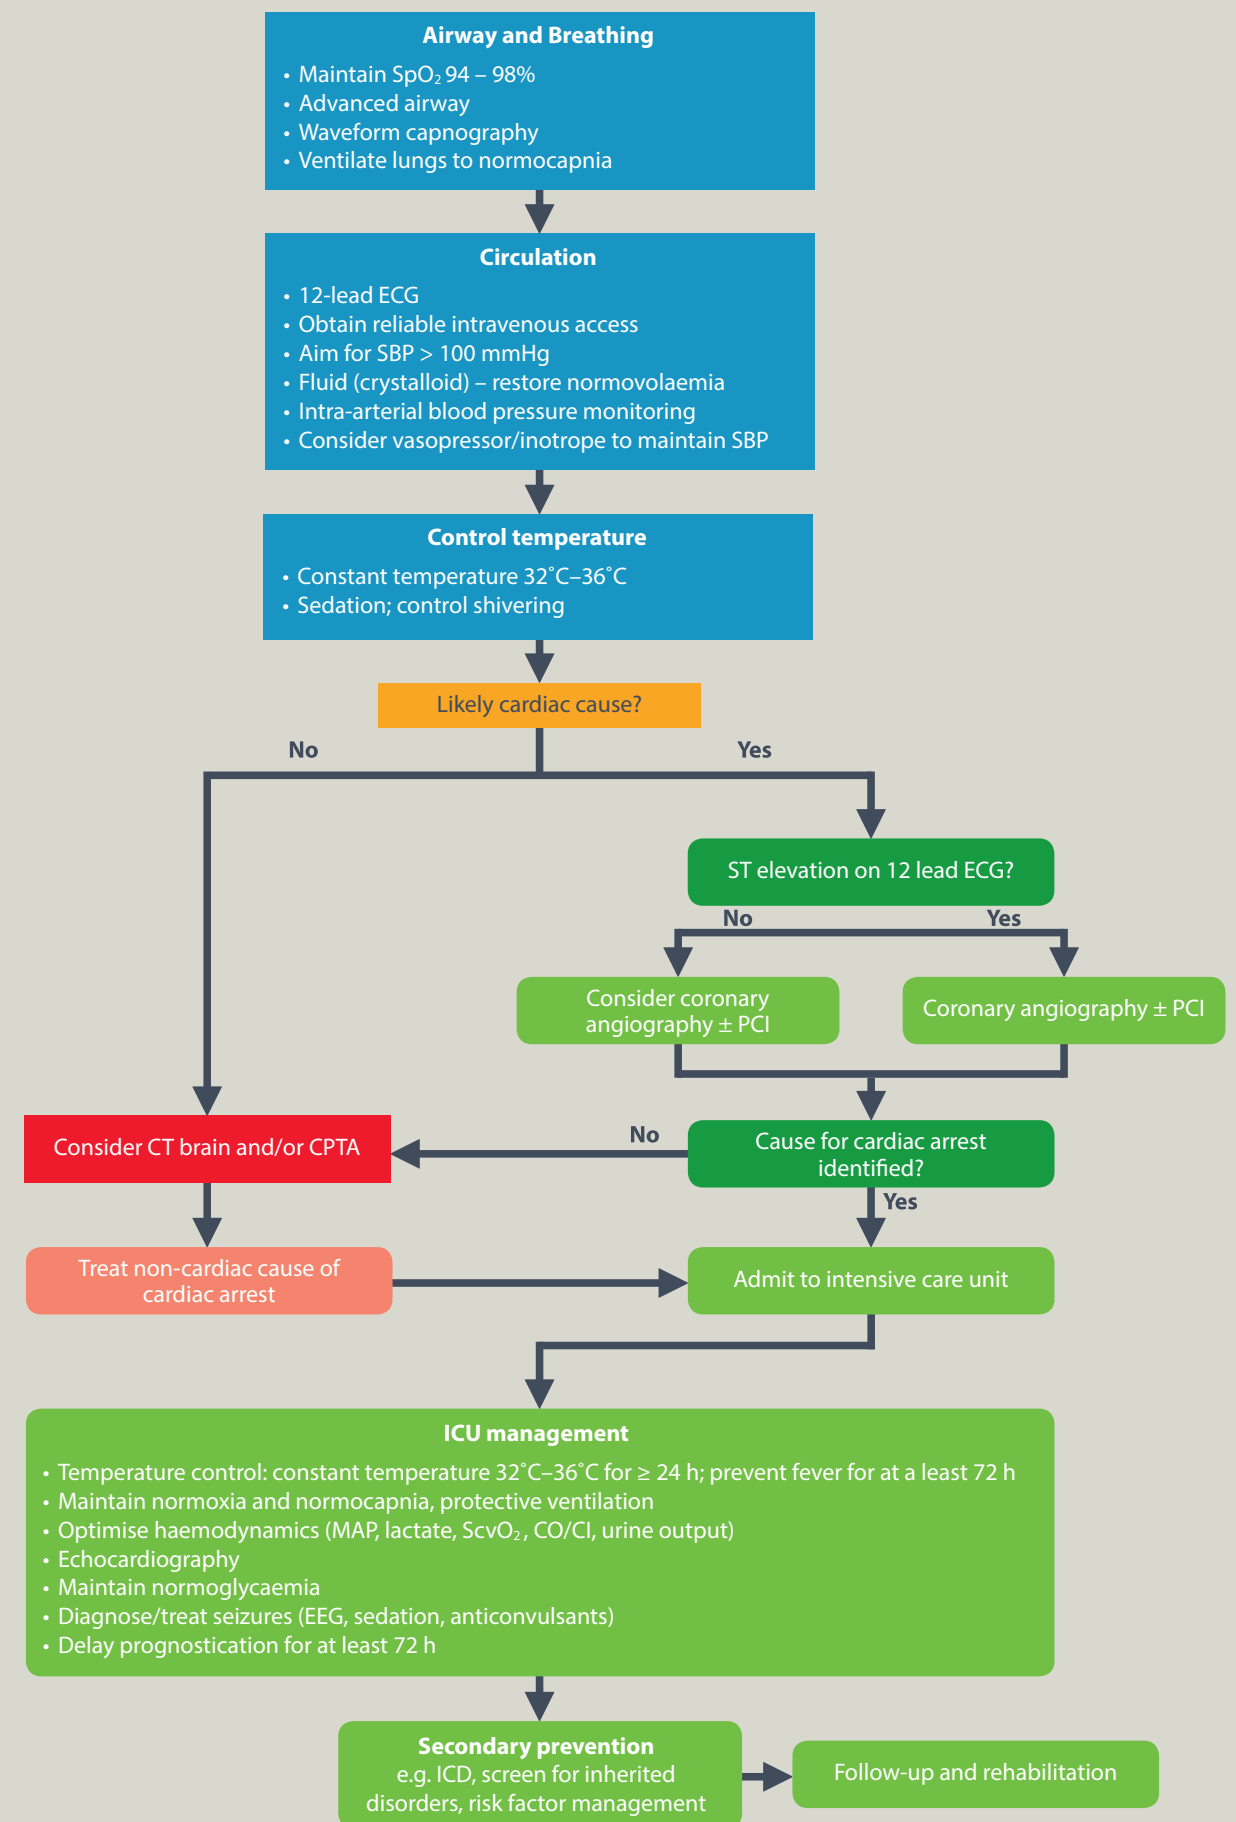 Airway and Breathing
• Maintain SpO₂ 94 – 98%
• Advanced airway
• Waveform capnography
• Ventilate lungs to normocapnia
Circulation
• 12-lead ECG
• Obtain reliable intravenous access
• Aim for SBP > 100 mmHg
• Fluid (crystalloid) – restore normovolaemia
• Intra-arterial blood pressure monitoring
• Consider vasopressor/inotrope to maintain SBP
Control temperature
• Constant temperature 32˚C–36˚C
• Sedation; control shivering
Likely cardiac cause?
No
Yes
ST elevation on 12 lead ECG?
No
Yes
Consider coronary
angiography ± PCI
Coronary angiography ± PCI
Consider CT brain and/or CPTA
No
Cause for cardiac arrest
identified?
Yes
Treat non-cardiac cause of
cardiac arrest
Admit to intensive care unit
ICU management
• Temperature control: constant temperature 32˚C–36˚C for ≥ 24 h; prevent fever for at a least 72 h
• Maintain normoxia and normocapnia, protective ventilation
• Optimise haemodynamics (MAP, lactate, ScvO₂, CO/CI, urine output)
• Echocardiography
• Maintain normoglycaemia
• Diagnose/treat seizures (EEG, sedation, anticonvulsants)
• Delay prognostication for at least 72 h
Secondary prevention
e.g. ICD, screen for inherited
disorders, risk factor management
Follow-up and rehabilitation